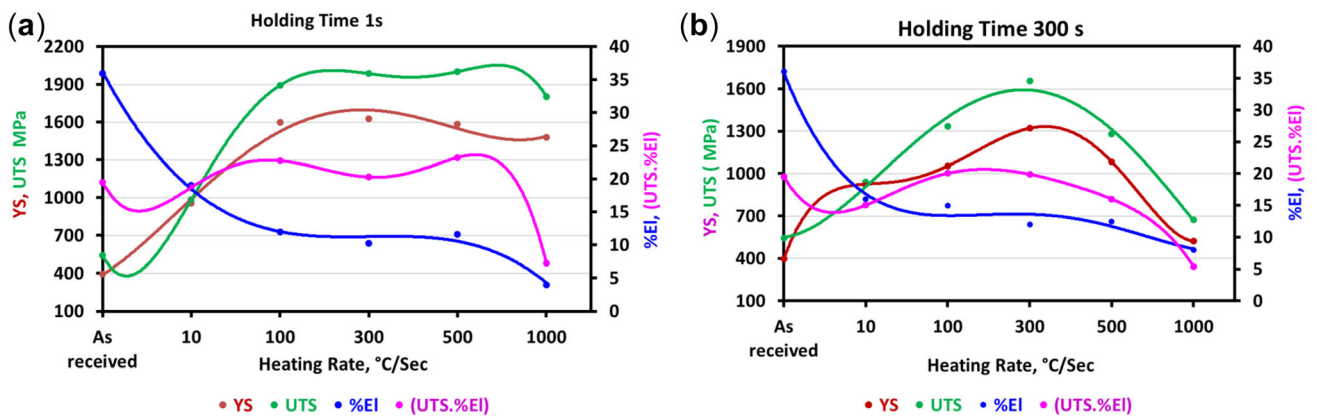 (a)
Holding Time 1s
YS, UTS MPa
2200
1900
1600
1300
1000
700
400
100
40
35
30
25
20
15
10
5
0
%El, (UTS.%El)
As received
10
100
300
500
1000
Heating Rate, °C/Sec
YS
UTS
%El
(UTS.%El)
(b)
Holding Time 300 s
YS, UTS ( MPa)
1900
1600
1300
1000
700
400
100
40
35
30
25
20
15
10
5
0
%El, (UTS.%El)
As received
10
100
300
500
1000
Heating Rate, °C/Sec
YS
UTS
%El
(UTS.%El)